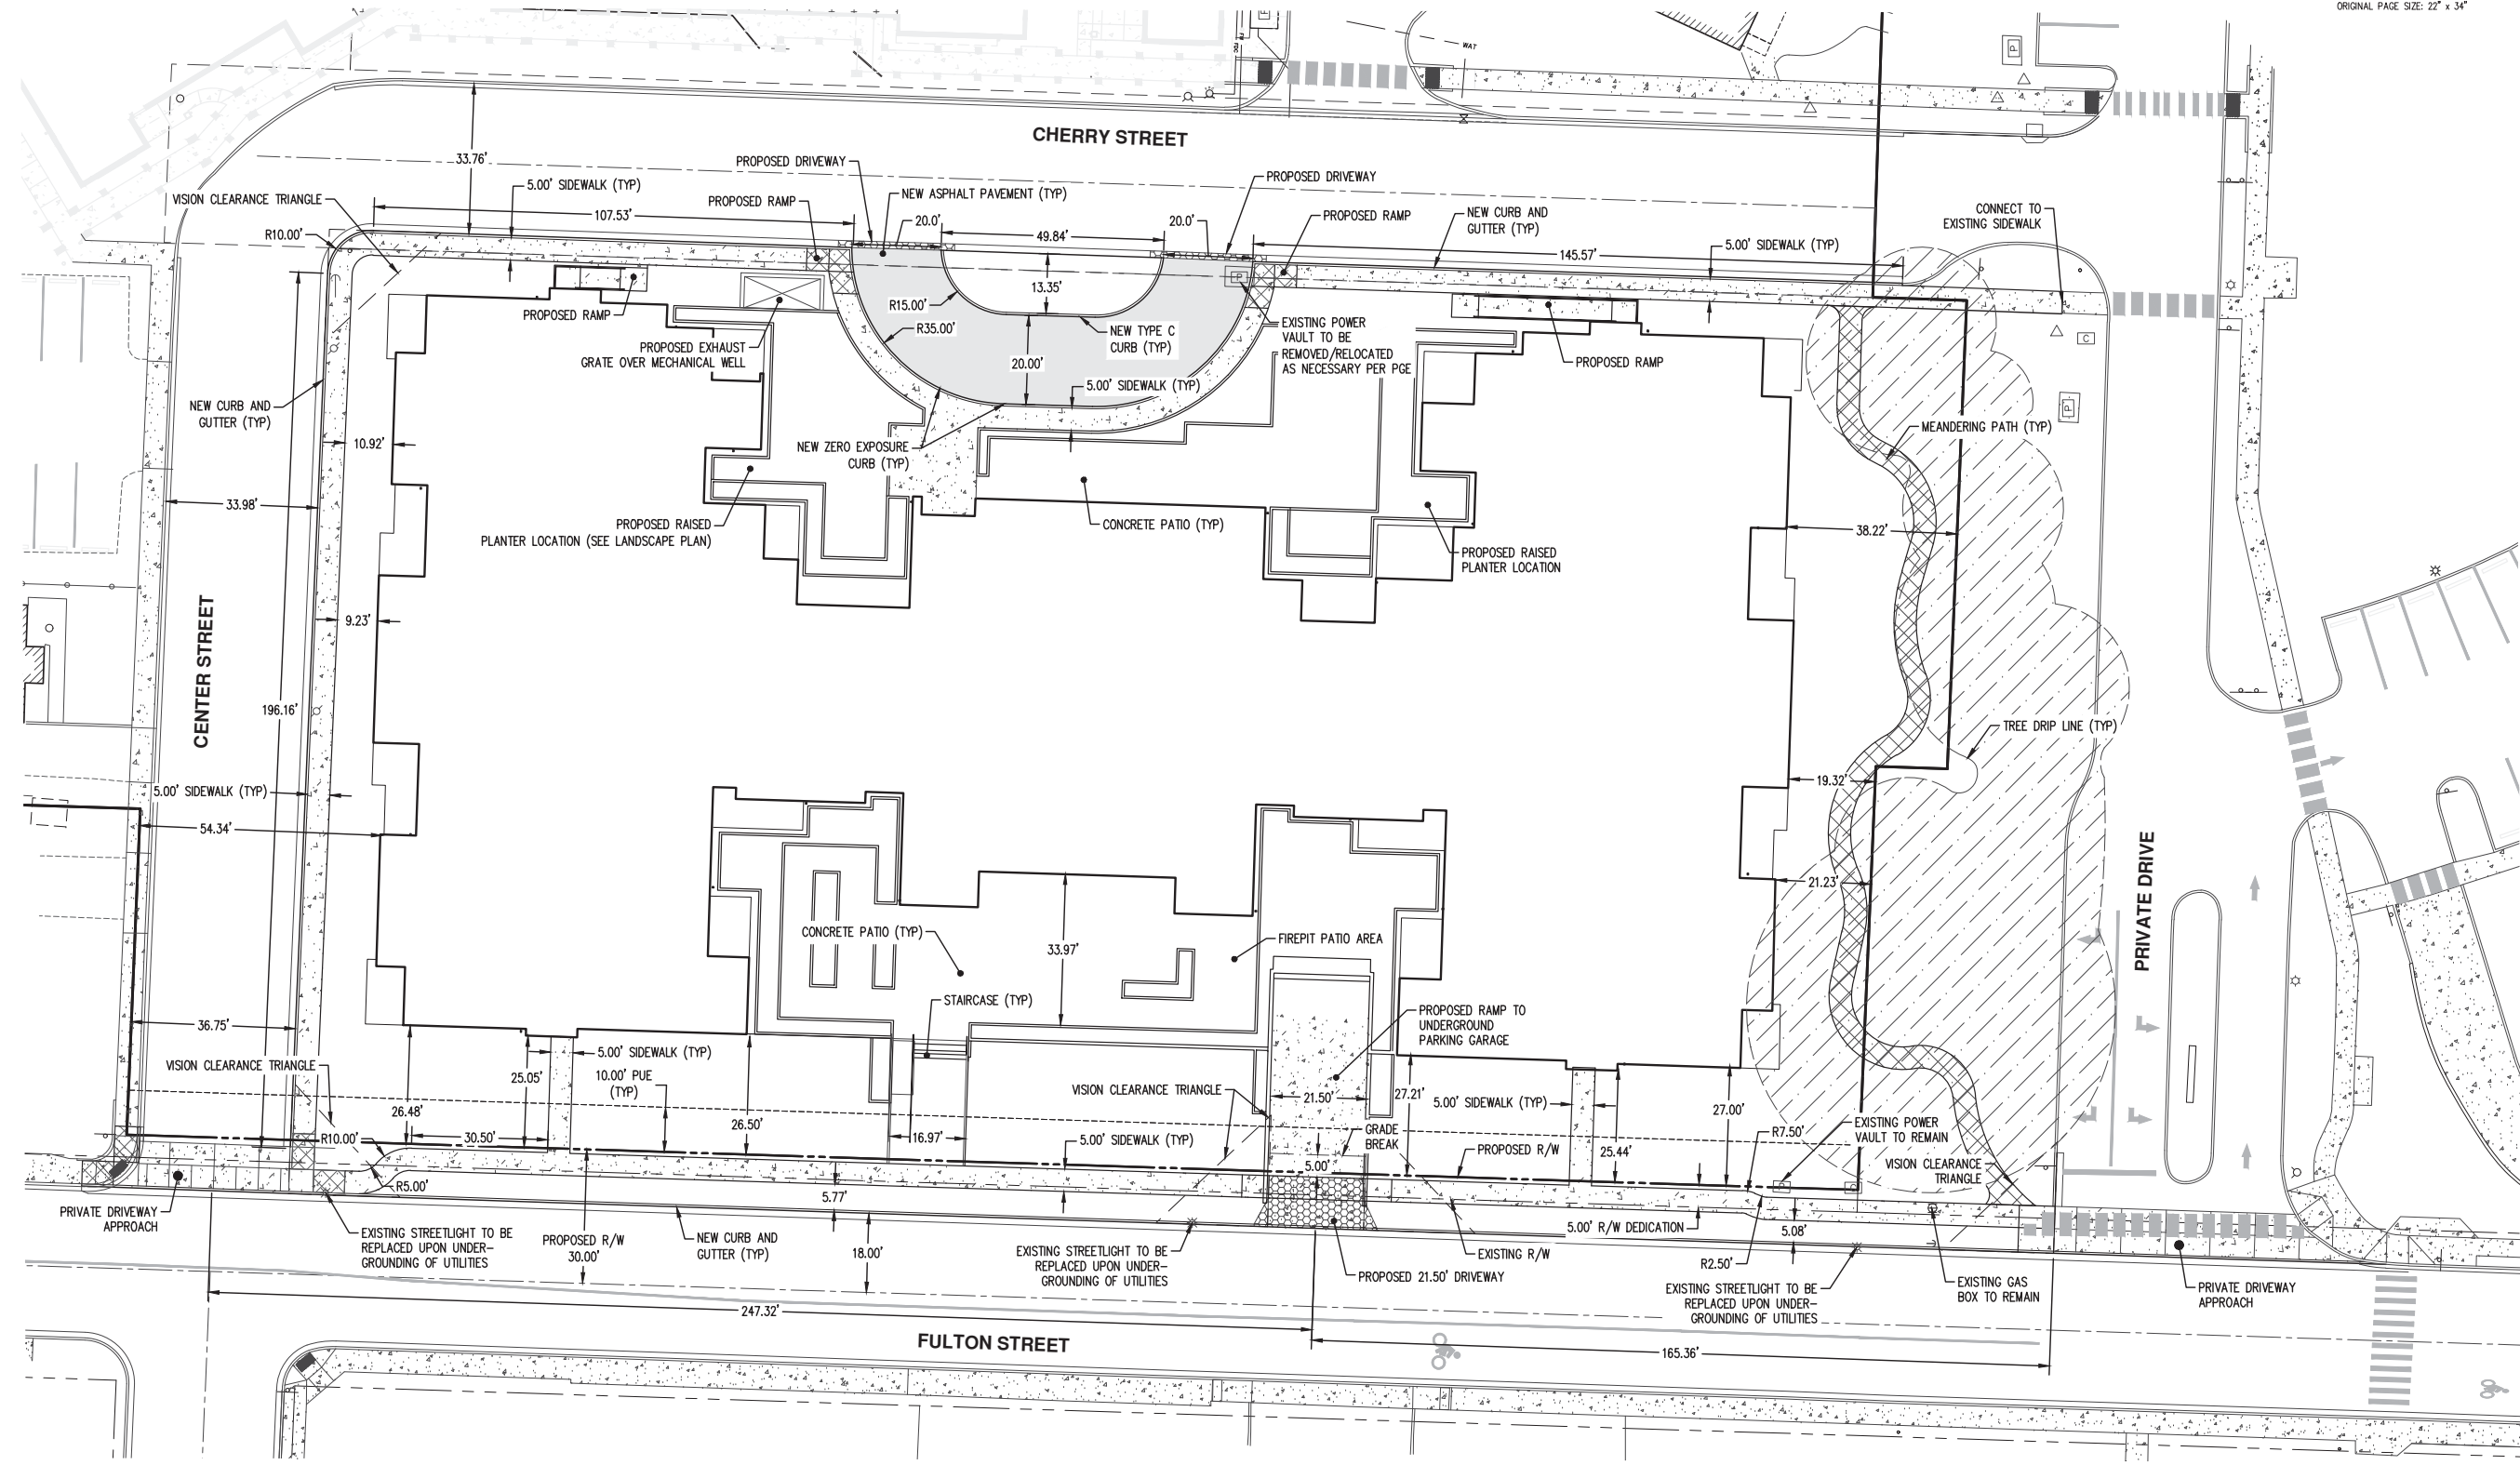 ORIGINAL PAGE SIZE: 22" x 34"
WAT
CHERRY STREET
33.76'
PROPOSED DRIVEWAY
VISION CLEARANCE TRIANGLE
5.00' SIDEWALK (TYP)
PROPOSED RAMP
NEW ASPHALT PAVEMENT (TYP)
PROPOSED DRIVEWAY
107.53'
20.0'
20.0'
PROPOSED RAMP
NEW CURB AND
GUTTER (TYP)
CONNECT TO
EXISTING SIDEWALK
R10.00'
49.84'
145.57'
5.00' SIDEWALK (TYP)
P
13.35'
R15.00'
PROPOSED RAMP
R35.00'
NEW TYPE C
CURB (TYP)
EXISTING POWER
VAULT TO BE
REMOVED/RELOCATED
AS NECESSARY PER PGE
PROPOSED EXHAUST
GRATE OVER MECHANICAL WELL
20.00'
PROPOSED RAMP
C
P
5.00' SIDEWALK (TYP)
NEW CURB AND
GUTTER (TYP)
10.92'
NEW ZERO EXPOSURE
CURB (TYP)
MEANDERING PATH (TYP)
33.98'
PROPOSED RAISED
PLANTER LOCATION (SEE LANDSCAPE PLAN)
CONCRETE PATIO (TYP)
PROPOSED RAISED
PLANTER LOCATION
38.22'
CENTER STREET
9.23'
196.16'
TREE DRIP LINE (TYP)
5.00' SIDEWALK (TYP)
19.32'
54.34'
21.23'
PRIVATE DRIVE
CONCRETE PATIO (TYP)
33.97'
FIREPIT PATIO AREA
STAIRCASE (TYP)
PROPOSED RAMP TO
UNDERGROUND
PARKING GARAGE
36.75'
VISION CLEARANCE TRIANGLE
5.00' SIDEWALK (TYP)
25.05'
10.00' PUE
(TYP)
VISION CLEARANCE TRIANGLE
21.50'
27.21'
5.00' SIDEWALK (TYP)
27.00'
26.48'
26.50'
GRADE
BREAK
EXISTING POWER
VAULT TO REMAIN
R10.00'
30.50'
16.97'
5.00' SIDEWALK (TYP)
PROPOSED R/W
25.44'
R7.50'
5.00'
VISION CLEARANCE
TRIANGLE
R5.00'
5.77'
P
PRIVATE DRIVEWAY
APPROACH
EXISTING STREETLIGHT TO BE
REPLACED UPON UNDER-
GROUNDING OF UTILITIES
PROPOSED R/W
30.00'
NEW CURB AND
GUTTER (TYP)
18.00'
EXISTING STREETLIGHT TO BE
REPLACED UPON UNDER-
GROUNDING OF UTILITIES
PROPOSED 21.50' DRIVEWAY
EXISTING R/W
5.00' R/W DEDICATION
5.08'
R2.50'
EXISTING STREETLIGHT TO BE
REPLACED UPON UNDER-
GROUNDING OF UTILITIES
EXISTING GAS
BOX TO REMAIN
PRIVATE DRIVEWAY
APPROACH
247.32'
FULTON STREET
165.36'